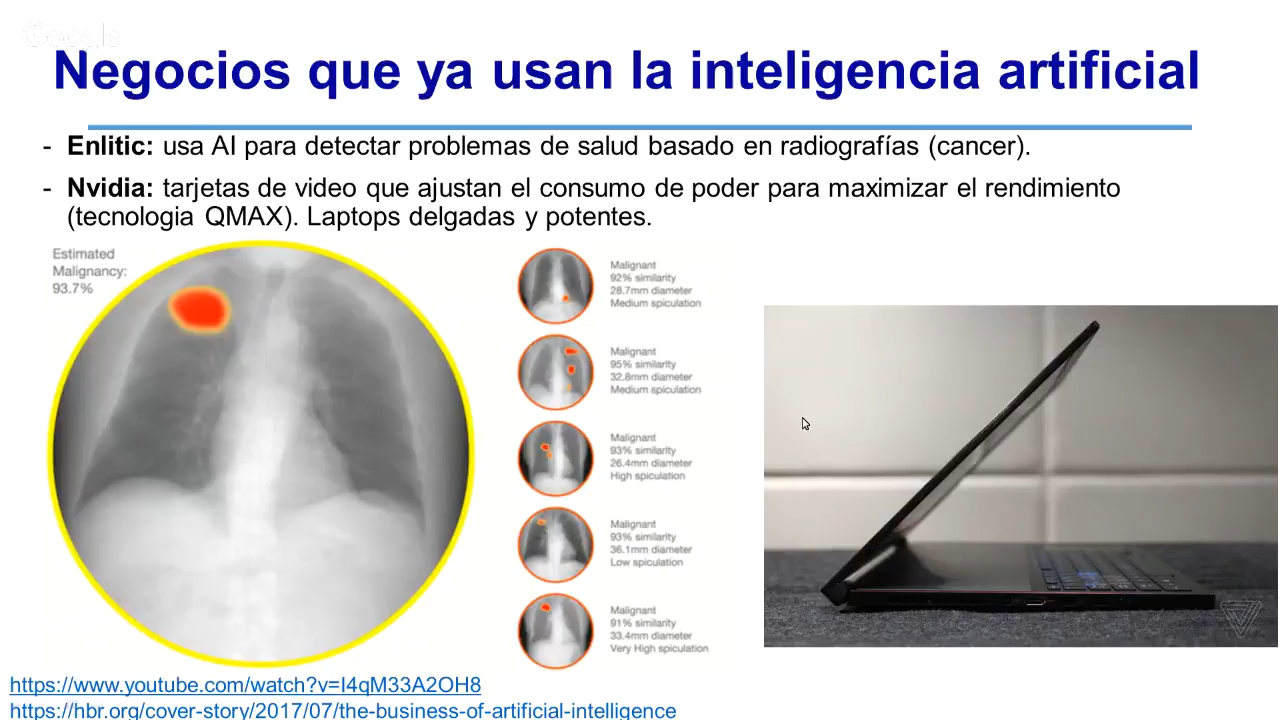 Negocios que ya usan la inteligencia artificial
- Enlitic: usa AI para detectar problemas de salud basado en radiografías (cancer).
- Nvidia: tarjetas de video que ajustan el consumo de poder para maximizar el rendimiento
(tecnologia QMAX). Laptops delgadas y potentes.
Estimated
Malignancy:
93.7%
Malignant
92% similarity
28.7mm diameter
Medium spiculation
Malignant
95% similarity
32.8mm diameter
Medium spiculation
Malignant
93% similarity
26.4mm diameter
High spiculation
Malignant
93% similarity
36.1mm diameter
Low spiculation
Malignant
91% similarity
33.4mm diameter
Very High spiculation
https://www.youtube.com/watch?v=I4qM33A2OH8
https://hbr.org/cover-story/2017/07/the-business-of-artificial-intelligence